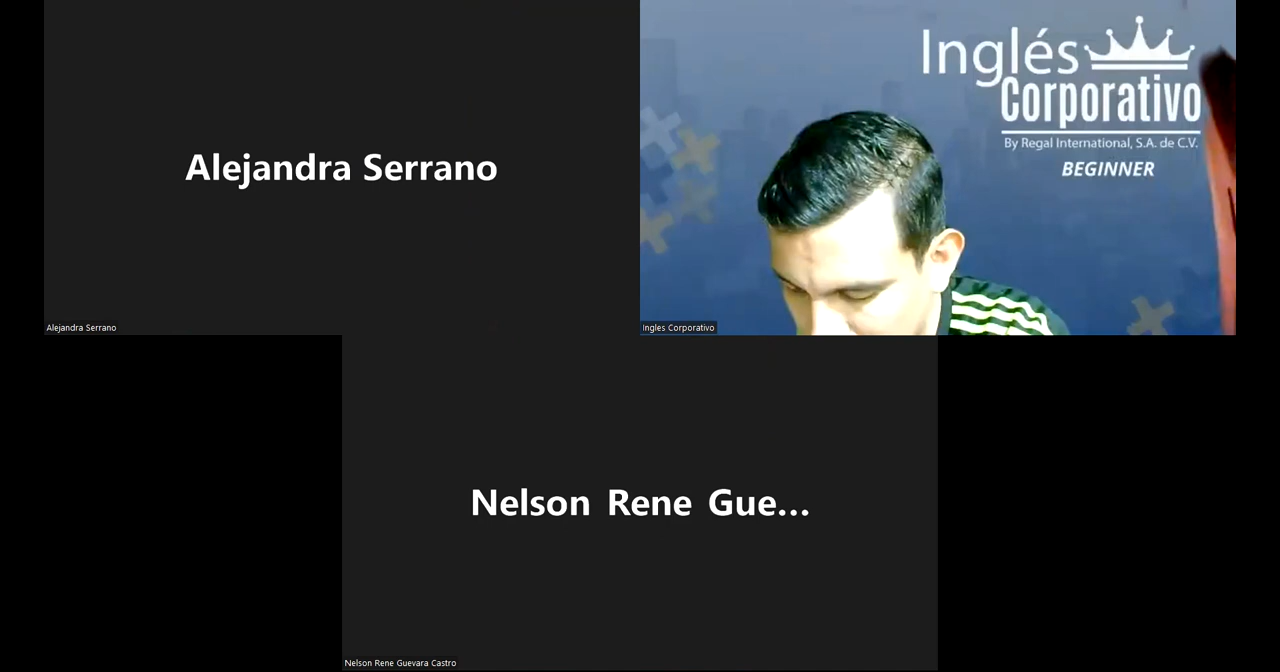 Alejandra Serrano
Alejandra Serrano
Inglés
Corporativo
By Regal International, S.A. de C.V.
BEGINNER
Ingles Corporativo
Nelson Rene Gue...
Nelson Rene Guevara Castro